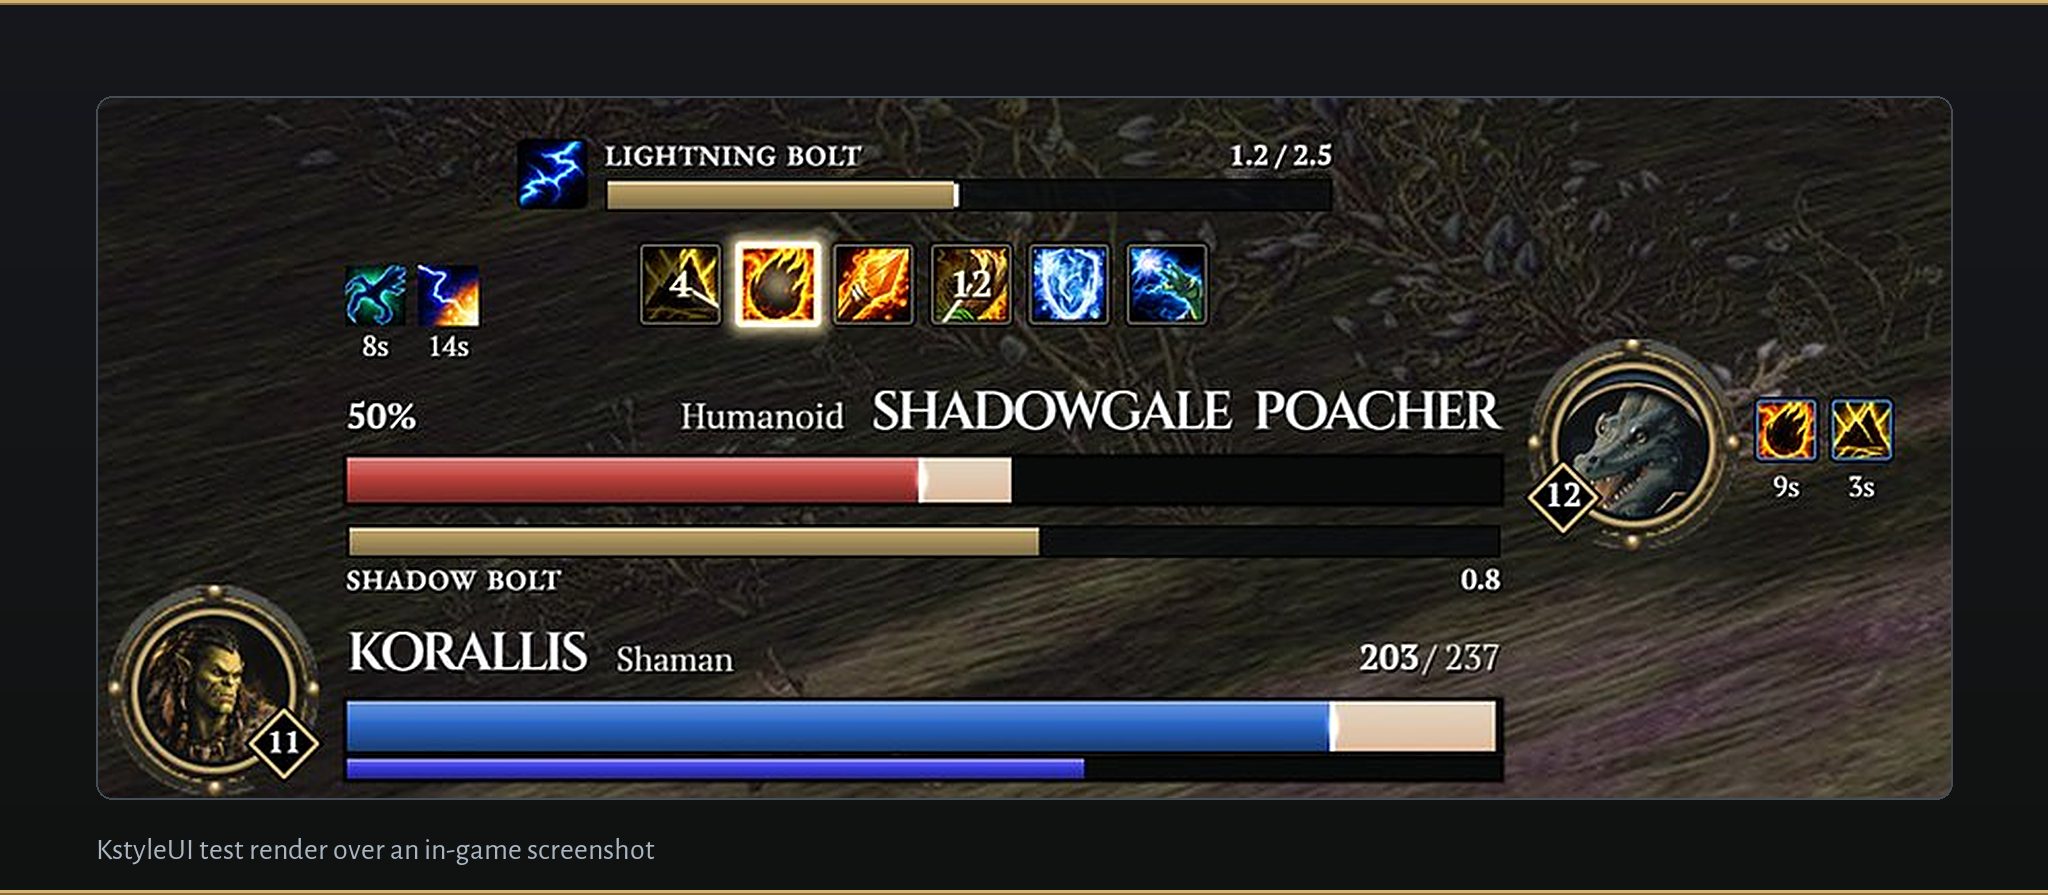 LIGHTNING BOLT 1.2 / 2.5
4 12
8s 14s
50% Humanoid SHADOWGALE POACHER
12
9s 3s
SHADOW BOLT 0.8
KORALLIS Shaman 203 / 237
11
KstyleUI test render over an in-game screenshot